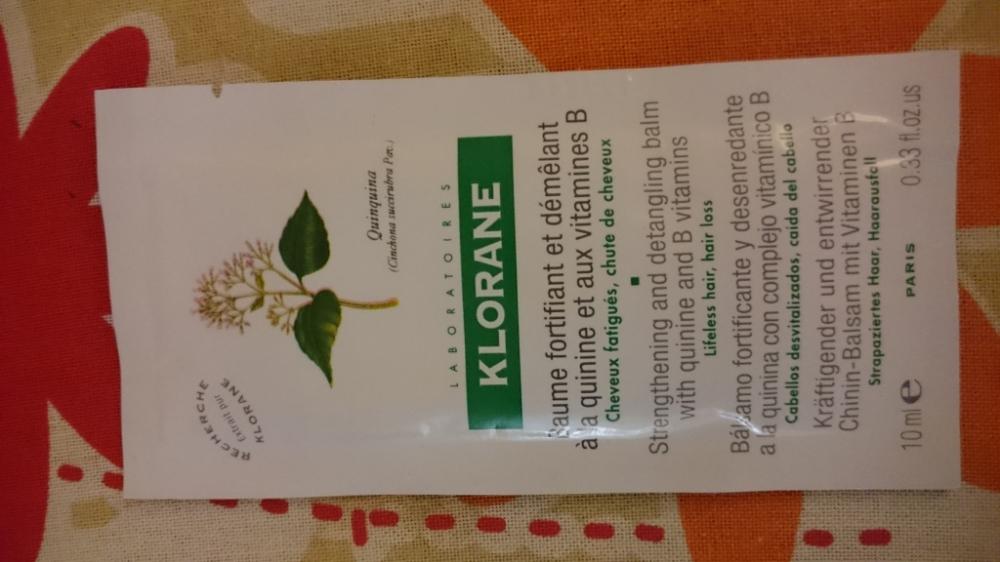 RECHERCHE
Extrait pur
KLORANE
Quinquina
(Cinchona succirubra Pav.)
LABORATOIRES
KLORANE
Baume fortifiant et démêlant
à la quinine et aux vitamines B
Cheveux fatigués, chute de cheveux
Strengthening and detangling balm
with quinine and B vitamins
Lifeless hair, hair loss
Bálsamo fortificante y desenredante
a la quinina con complejo vitamínico B
Cabellos desvitalizados, caida del cabello
Kräftigender und entwirrender
Chinin-Balsam mit Vitaminen B
Strapaziertes Haar, Haarausfall
10 ml e PARIS 0.33 fl.oz.us